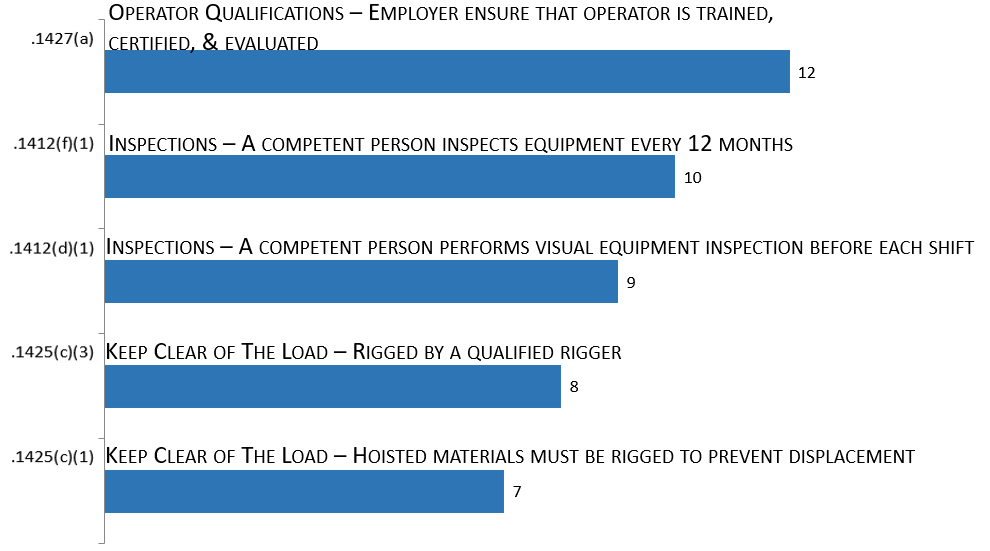 Operator Qualifications – Employer ensure that operator is trained,
.1427(a)
certified, & evaluated
12
.1412(f)(1) Inspections – A competent person inspects equipment every 12 months
10
.1412(d)(1) Inspections – A competent person performs visual equipment inspection before each shift
9
.1425(c)(3) Keep Clear of The Load – Rigged by a qualified rigger
8
.1425(c)(1) Keep Clear of The Load – Hoisted materials must be rigged to prevent displacement
7